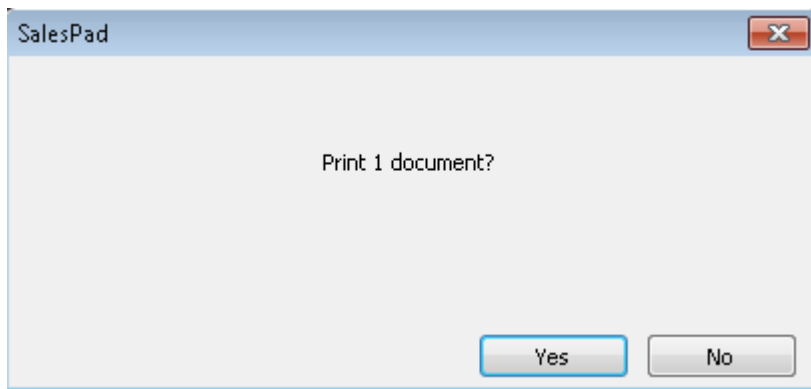 SalesPad
Print 1 document?
Yes
No